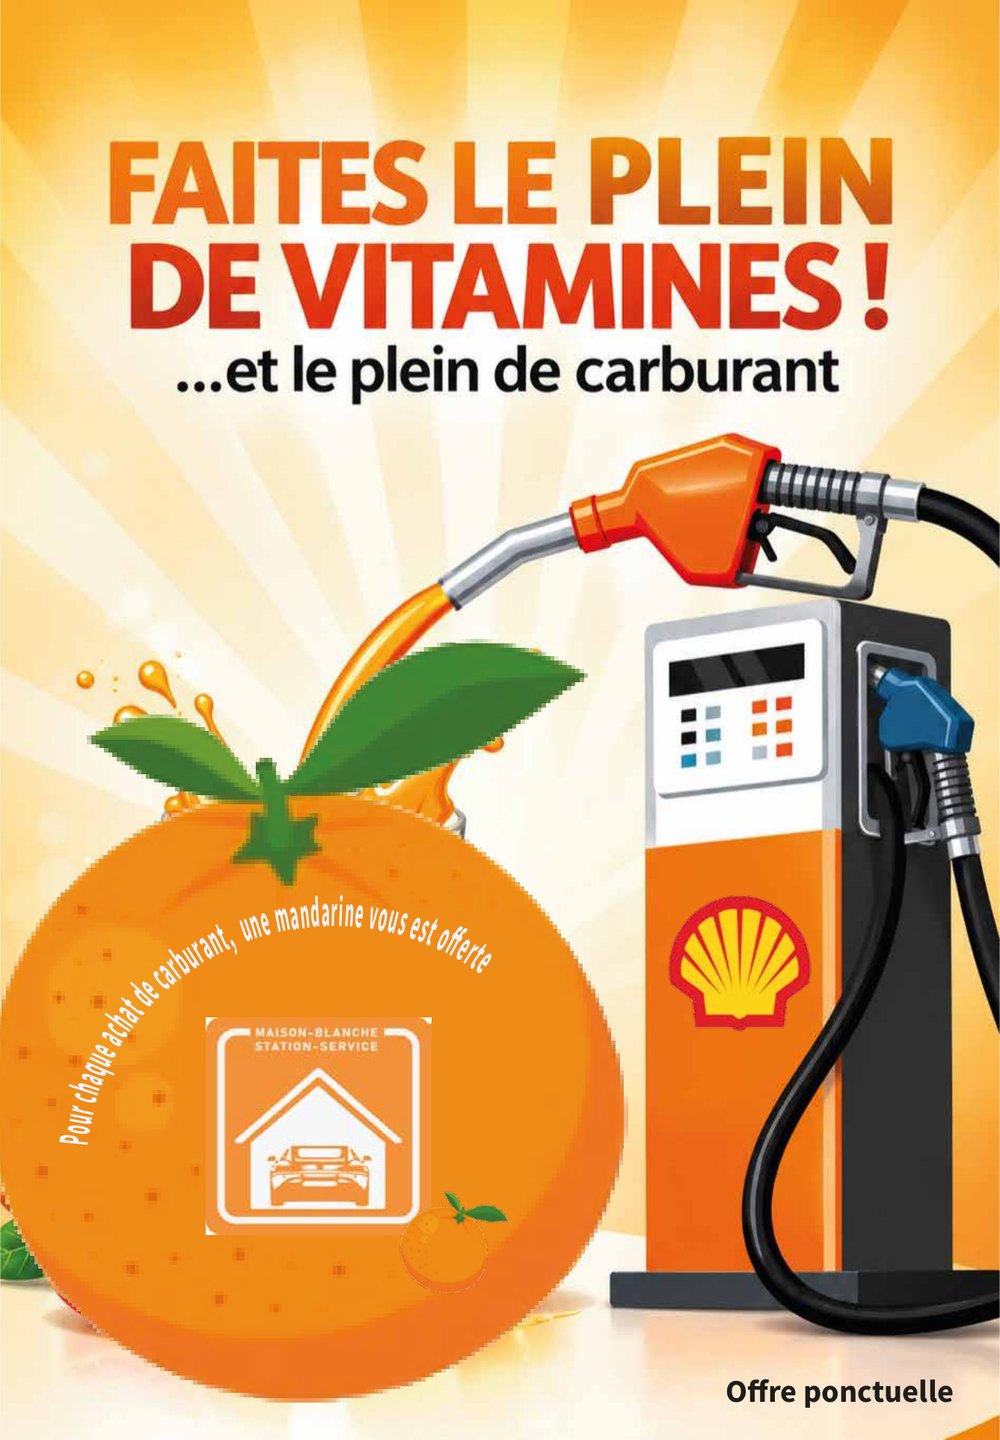 FAITES LE PLEIN
DE VITAMINES !
...et le plein de carburant
Pour chaque achat de carburant, une mandarine vous est offerte
MAISON-BLANCHE
STATION-SERVICE
Offre ponctuelle